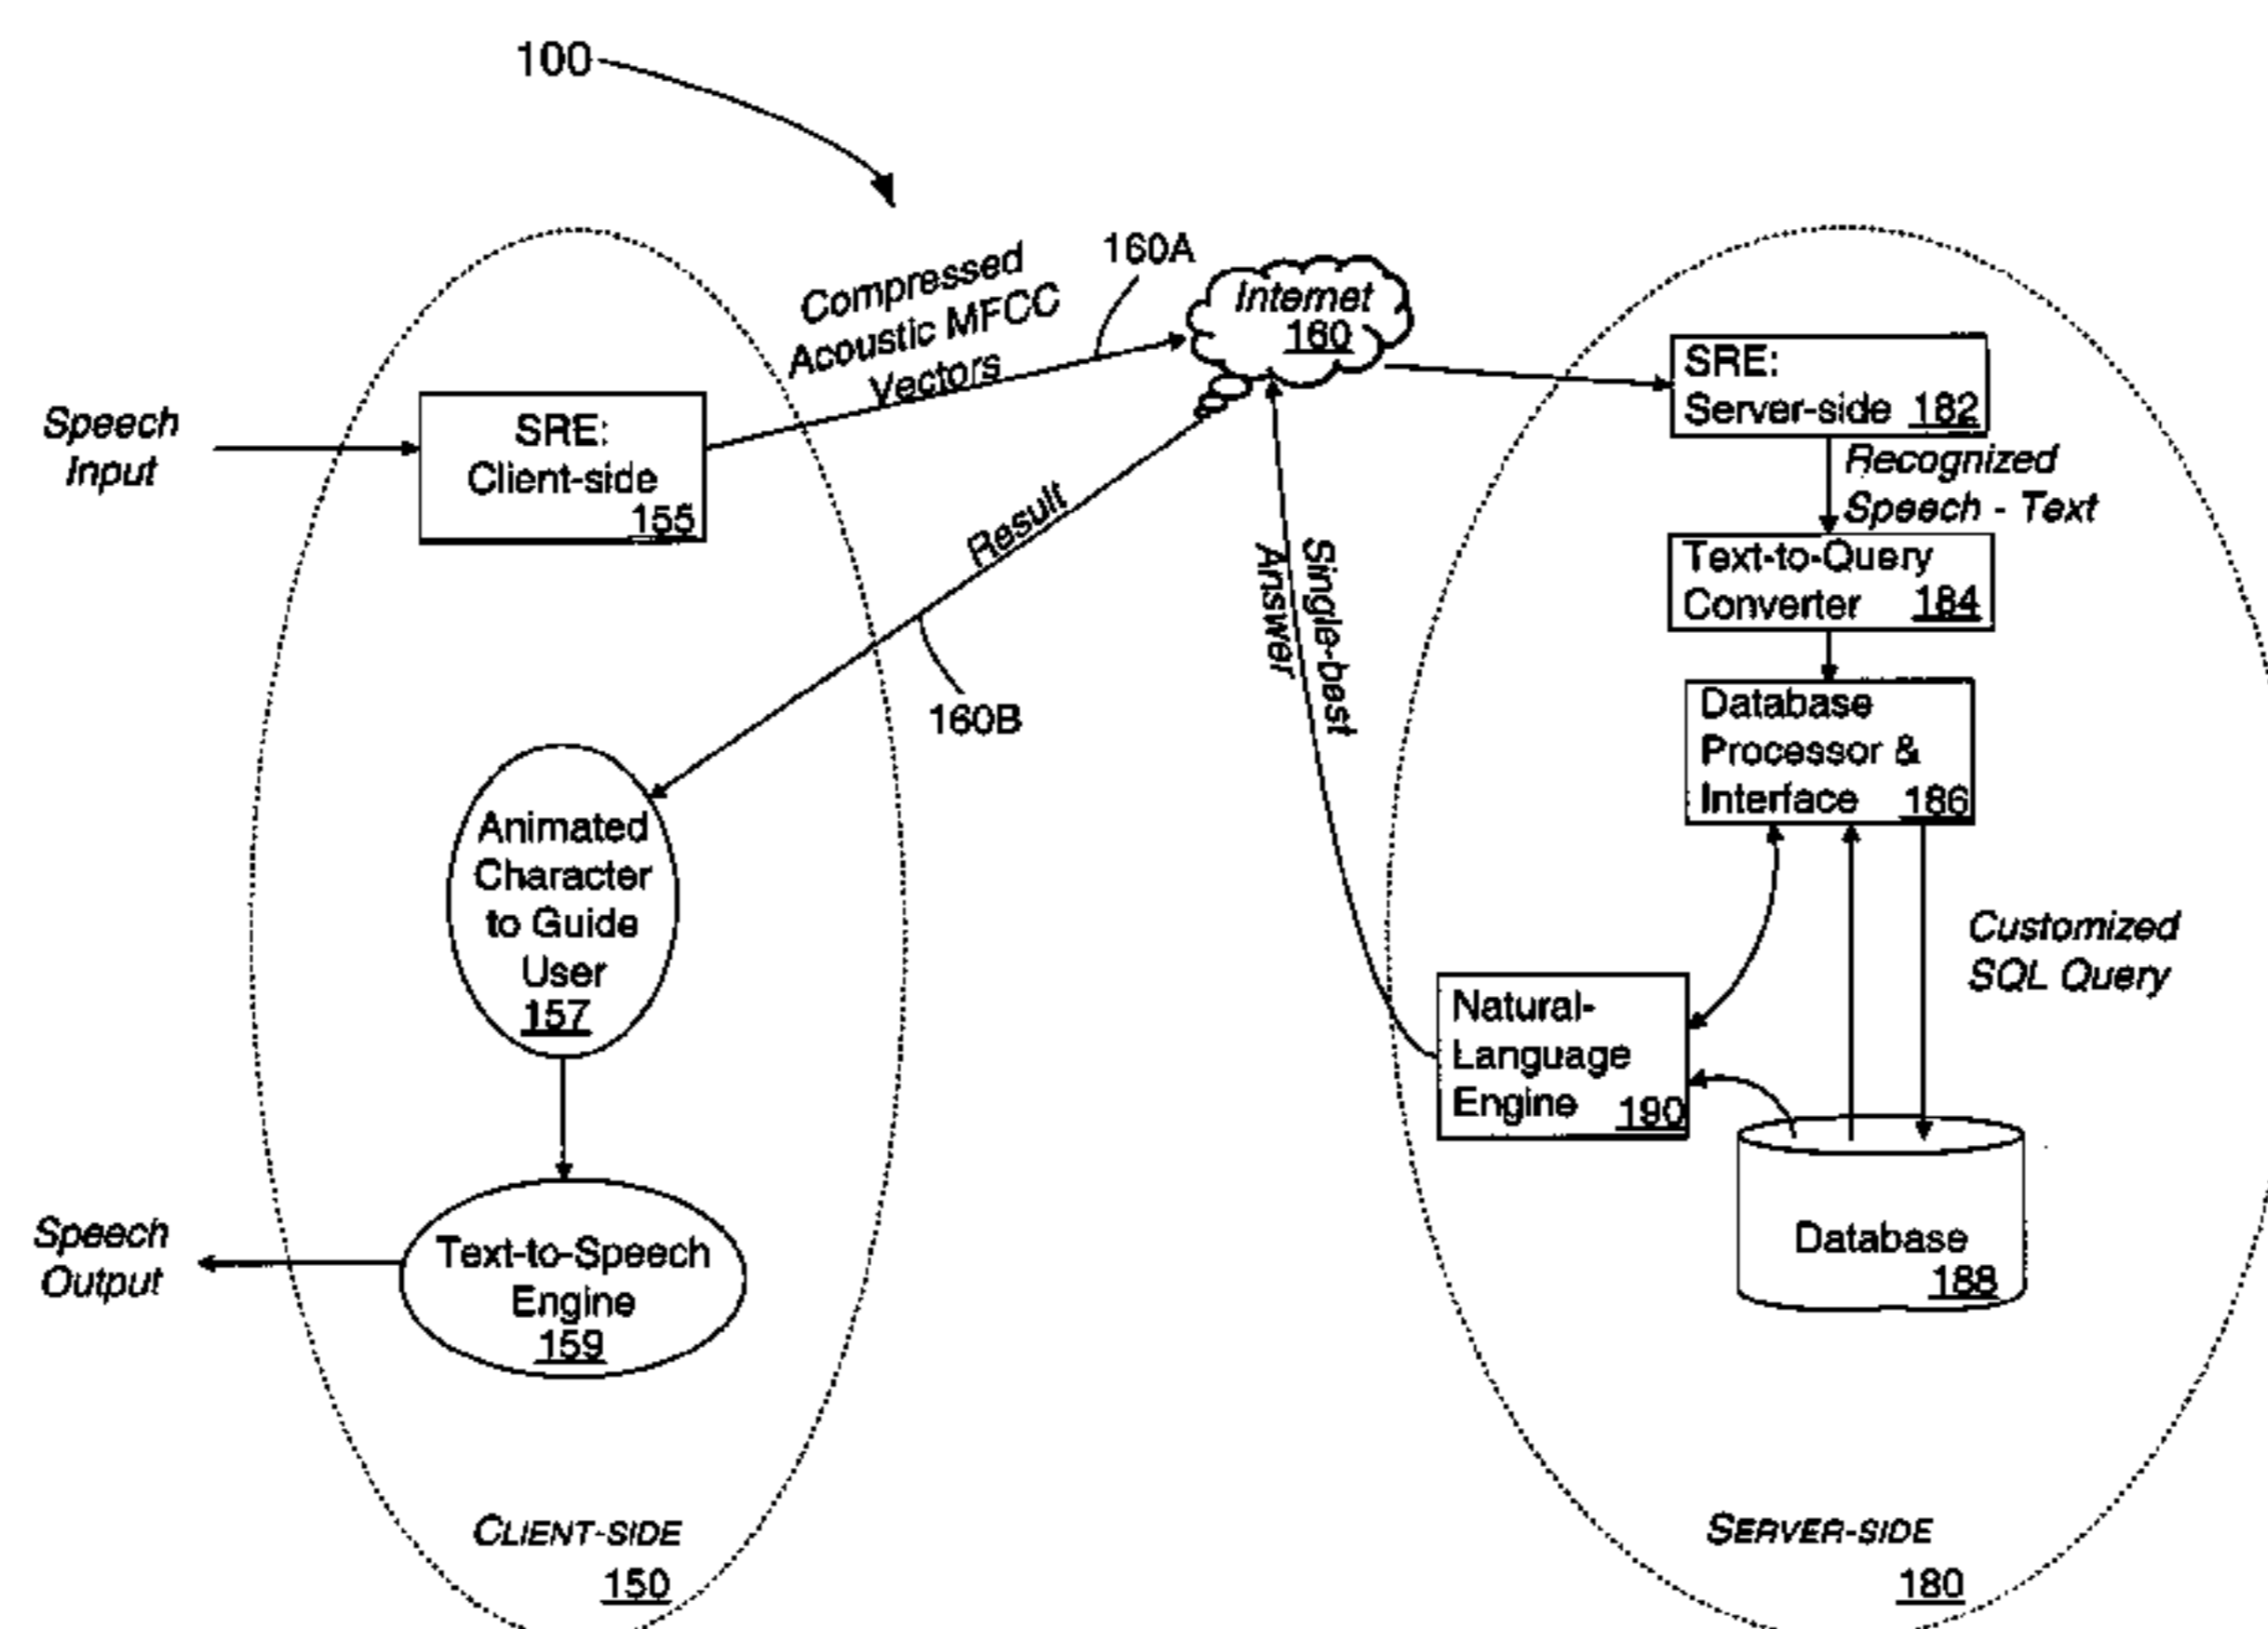 100
Compressed
Acoustic MFCC
Vectors
160A
Internet
160
Speech
Input
SRE:
Client-side
155
Result
160B
Animated
Character
to Guide
User
157
Speech
Output
Text-to-Speech
Engine
159
CLIENT-SIDE
150
Single-best
Answer
SRE:
Server-side 182
Recognized
Speech - Text
Text-to-Query
Converter 184
Database
Processor &
Interface 186
Customized
SQL Query
Natural-
Language
Engine 190
Database
188
SERVER-SIDE
180